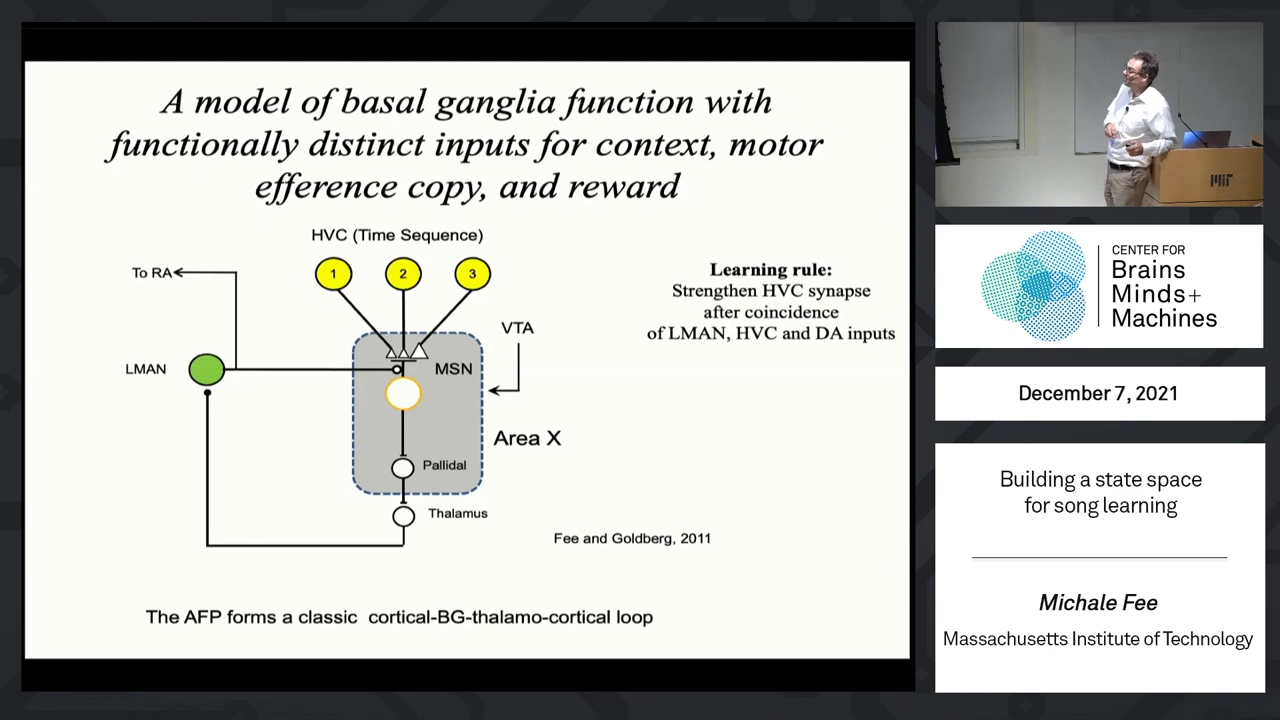 A model of basal ganglia function with
functionally distinct inputs for context, motor
efference copy, and reward
HVC (Time Sequence)
1
2
3
To RA
LMAN
MSN
VTA
Area X
Pallidal
Thalamus
Learning rule:
Strengthen HVC synapse
after coincidence
of LMAN, HVC and DA inputs
Fee and Goldberg, 2011
The AFP forms a classic cortical-BG-thalamo-cortical loop
MIT
CENTER FOR
Brains
Minds+
Machines
December 7, 2021
Building a state space
for song learning
Michale Fee
Massachusetts Institute of Technology